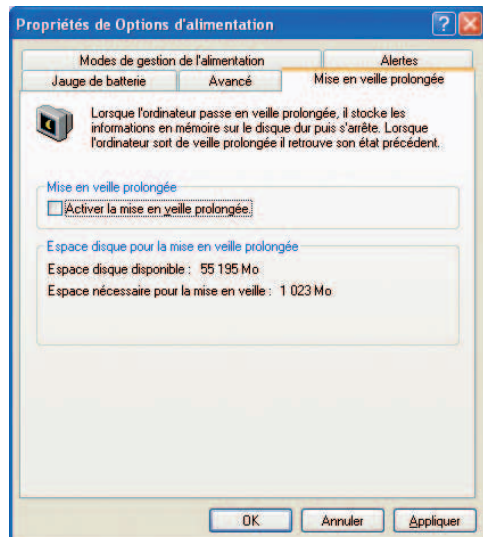 Propriétés de Options d'alimentation
Modes de gestion de l'alimentation Alertes
Jauge de batterie Avancé Mise en veille prolongée
Lorsque l'ordinateur passe en veille prolongée, il stocke les
informations en mémoire sur le disque dur puis s'arrête. Lorsque
l'ordinateur sort de veille prolongée il retrouve son état précédent.
Mise en veille prolongée
Activer la mise en veille prolongée.
Espace disque pour la mise en veille prolongée
Espace disque disponible : 55 195 Mo
Espace nécessaire pour la mise en veille : 1 023 Mo
OK Annuler Appliquer